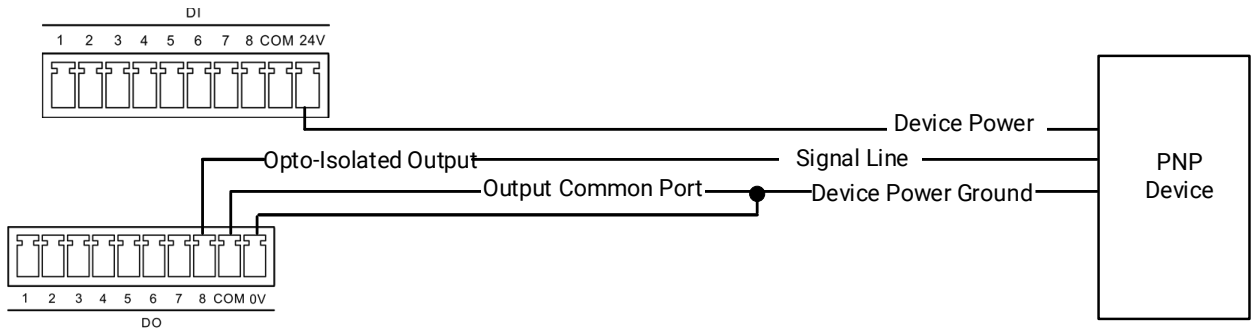 DI
1 2 3 4 5 6 7 8 COM 24V
Device Power
Opto-Isolated Output
Signal Line
Output Common Port
Device Power Ground
PNP
Device
1 2 3 4 5 6 7 8 COM 0V
DO